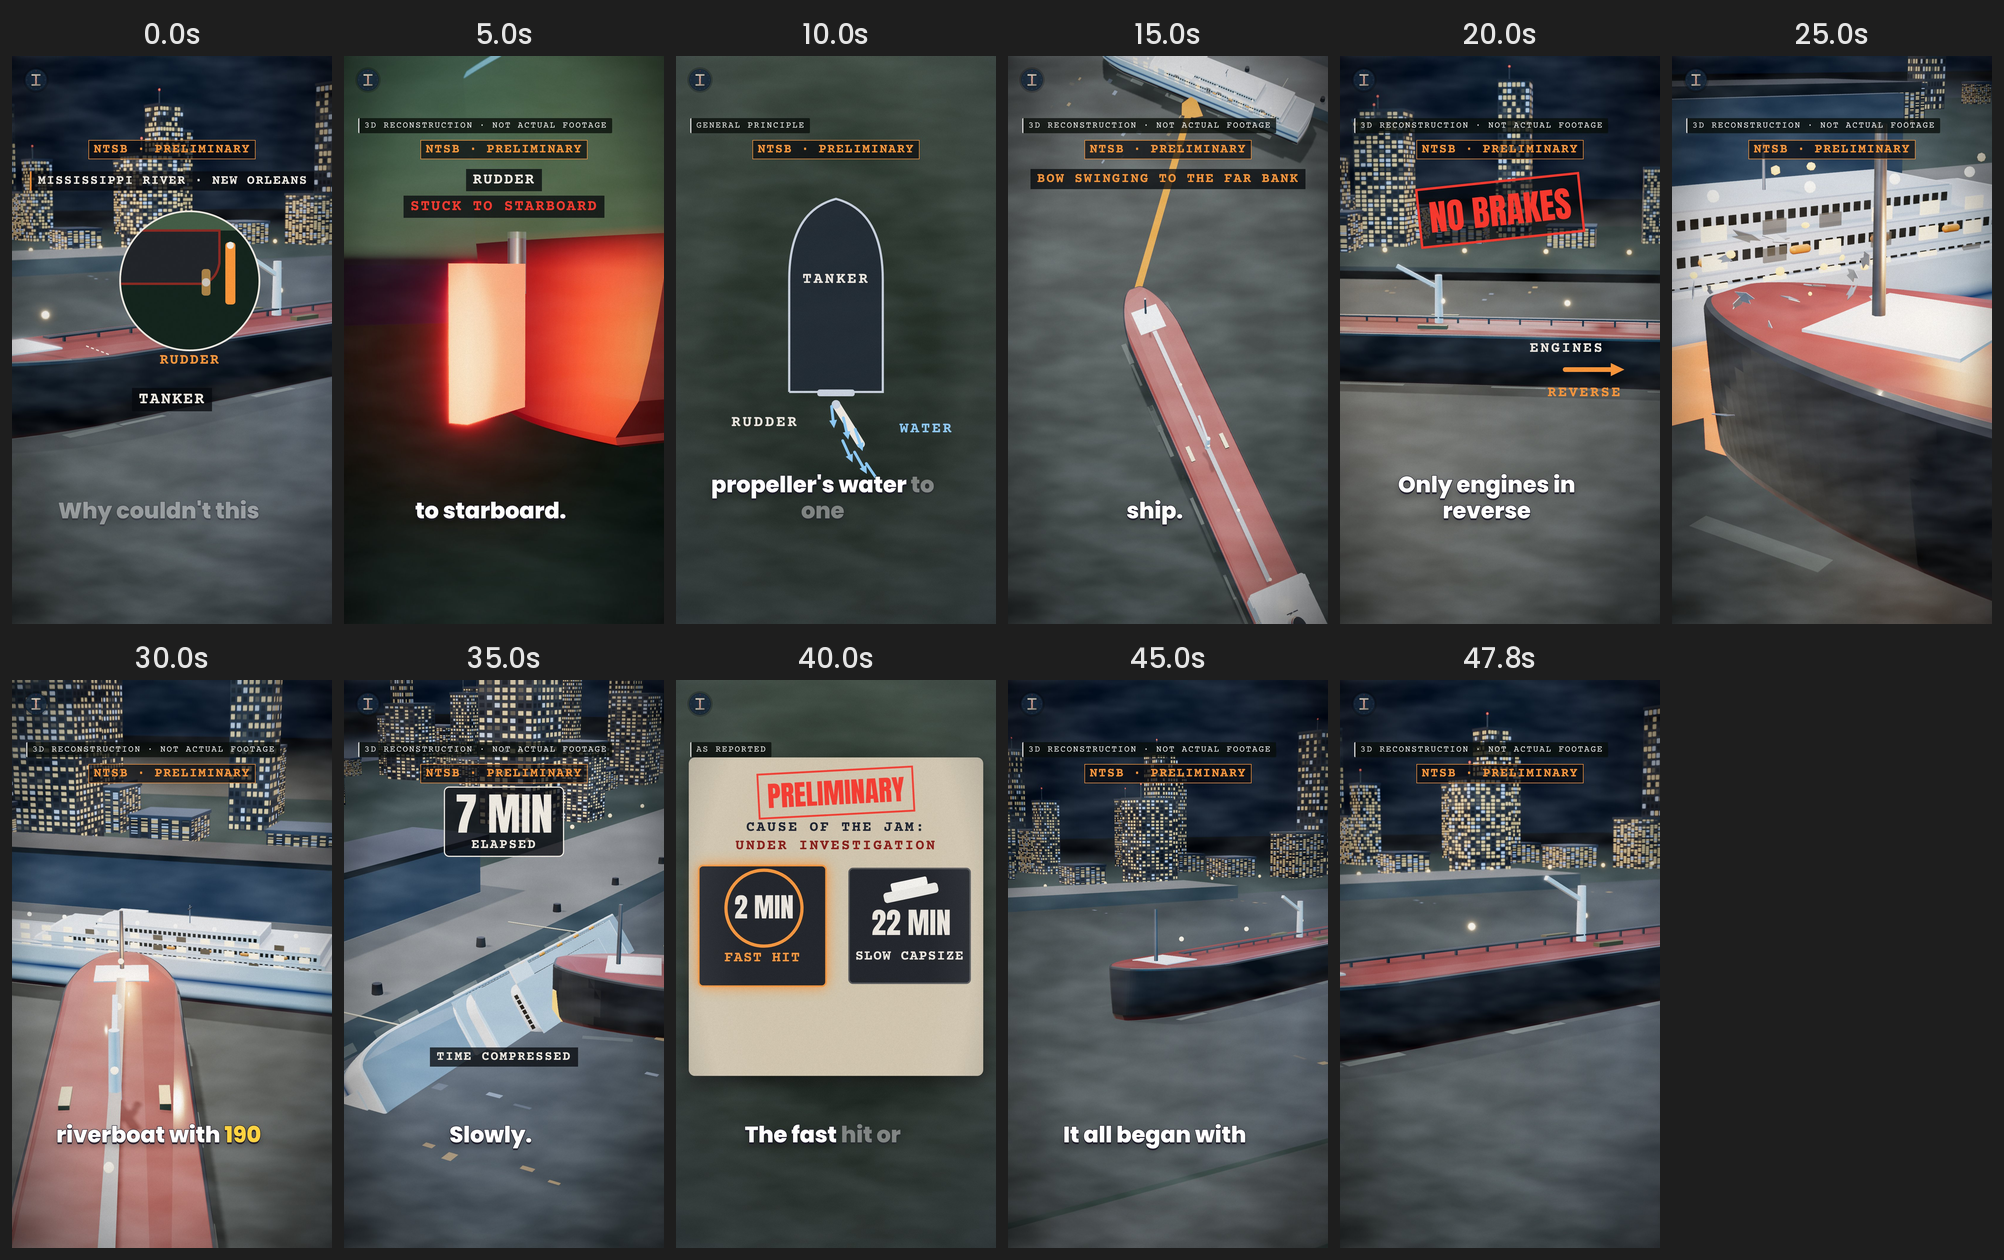 0.0s
NTSB · PRELIMINARY
MISSISSIPPI RIVER · NEW ORLEANS
RUDDER
TANKER
Why couldn't this
5.0s
3D RECONSTRUCTION · NOT ACTUAL FOOTAGE
NTSB · PRELIMINARY
RUDDER
STUCK TO STARBOARD
to starboard.
10.0s
GENERAL PRINCIPLE
NTSB · PRELIMINARY
TANKER
RUDDER
WATER
propeller's water to
one
15.0s
3D RECONSTRUCTION · NOT ACTUAL FOOTAGE
NTSB · PRELIMINARY
BOW SWINGING TO THE FAR BANK
ship.
20.0s
3D RECONSTRUCTION · NOT ACTUAL FOOTAGE
NTSB · PRELIMINARY
NO BRAKES
ENGINES
REVERSE
Only engines in
reverse
25.0s
3D RECONSTRUCTION · NOT ACTUAL FOOTAGE
NTSB · PRELIMINARY
30.0s
3D RECONSTRUCTION · NOT ACTUAL FOOTAGE
NTSB · PRELIMINARY
riverboat with 190
35.0s
3D RECONSTRUCTION · NOT ACTUAL FOOTAGE
NTSB · PRELIMINARY
7 MIN
ELAPSED
TIME COMPRESSED
Slowly.
40.0s
AS REPORTED
PRELIMINARY
CAUSE OF THE JAM:
UNDER INVESTIGATION
2 MIN
FAST HIT
22 MIN
SLOW CAPSIZE
The fast hit or
45.0s
3D RECONSTRUCTION · NOT ACTUAL FOOTAGE
NTSB · PRELIMINARY
It all began with
47.8s
3D RECONSTRUCTION · NOT ACTUAL FOOTAGE
NTSB · PRELIMINARY